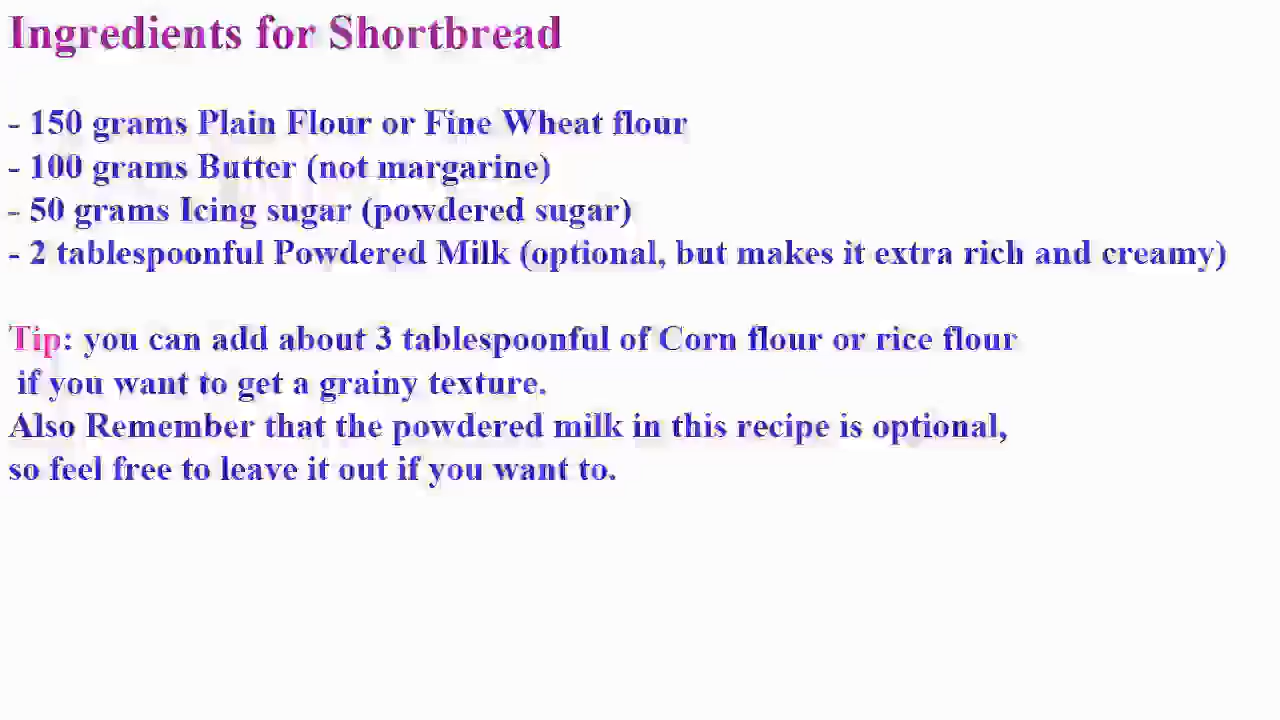 Ingredients for Shortbread
- 150 grams Plain Flour or Fine Wheat flour
- 100 grams Butter (not margarine)
- 50 grams Icing sugar (powdered sugar)
- 2 tablespoonful Powdered Milk (optional, but makes it extra rich and creamy)
Tip: you can add about 3 tablespoonful of Corn flour or rice flour
if you want to get a grainy texture.
Also Remember that the powdered milk in this recipe is optional,
so feel free to leave it out if you want to.